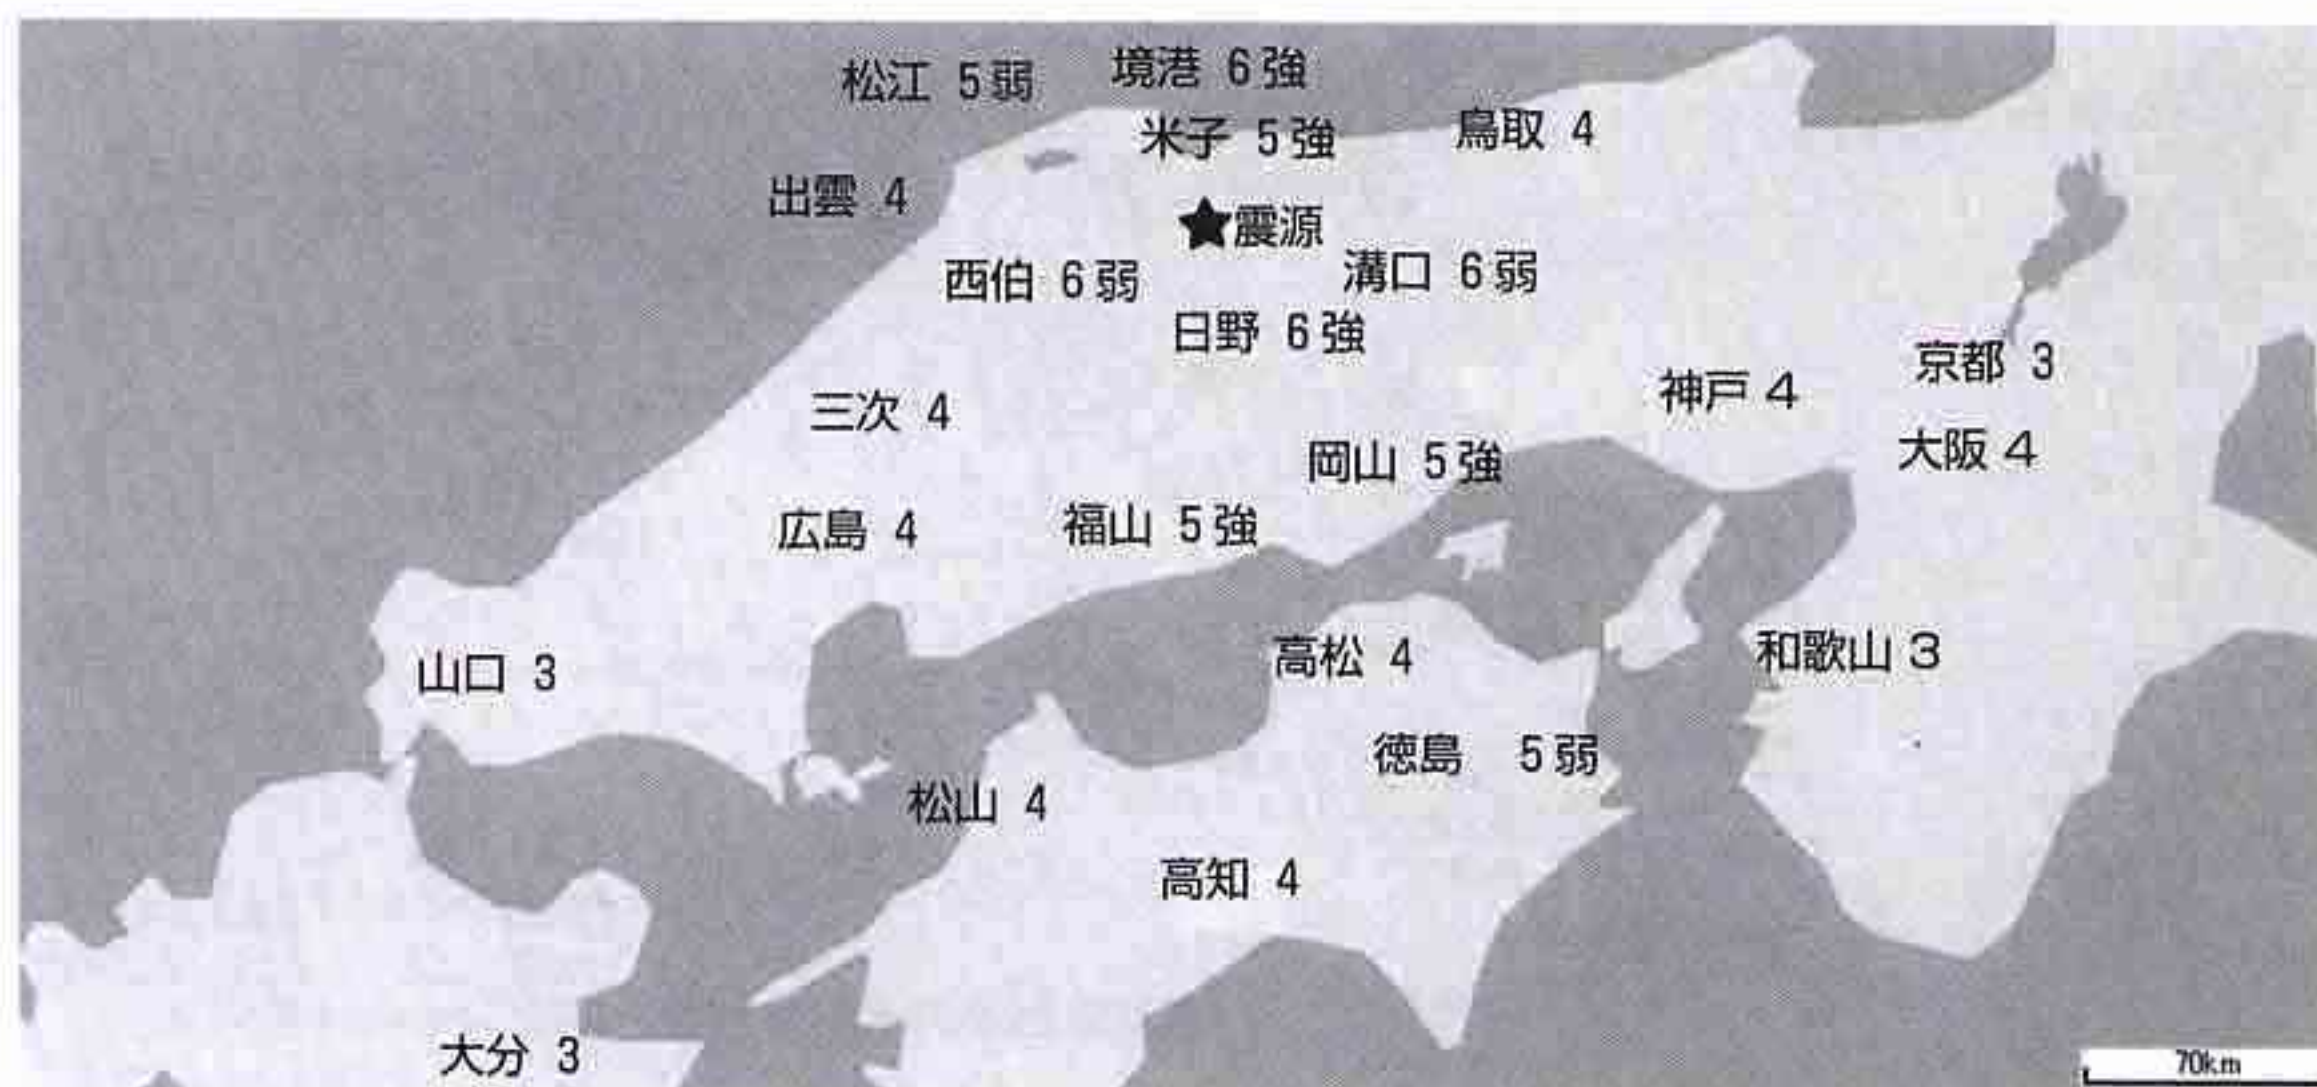 松江 5弱
境港 6強
米子 5強
鳥取 4
出雲 4
★震源
西伯 6弱
溝口 6弱
日野 6強
三次 4
神戸 4
京都 3
岡山 5強
大阪 4
広島 4
福山 5強
山口 3
高松 4
和歌山 3
徳島 5弱
松山 4
高知 4
大分 3
70km